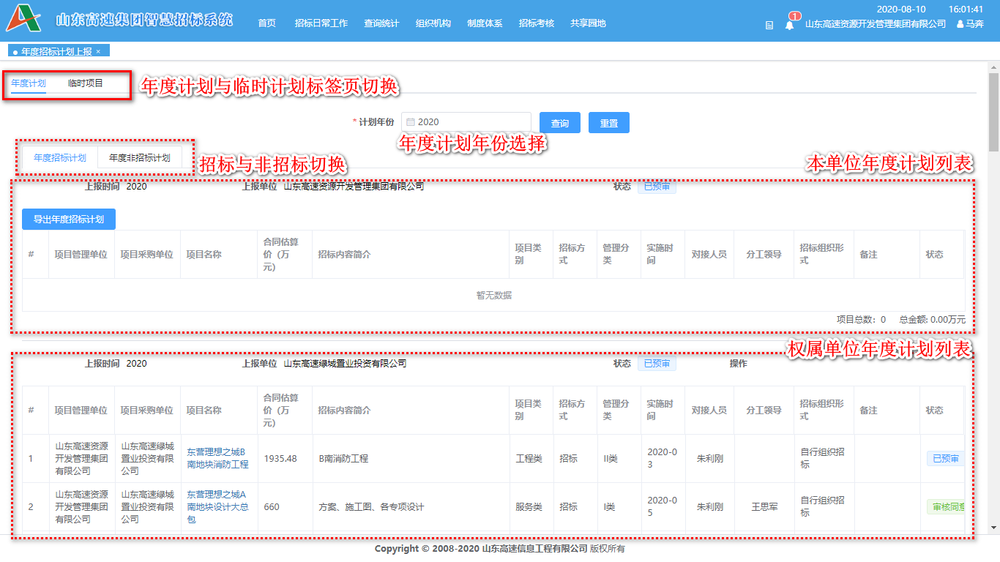 山东高速集团智慧招标系统
首页 招标日常工作 查询统计 组织机构 制度体系 招标考核 共享园地
2020-08-10 16:01:41
1
山东高速资源开发管理集团有限公司 马奔
年度招标计划上报 ×
年度计划 临时项目
年度计划与临时计划标签页切换
* 计划年份 2020 查询 重置
年度计划年份选择
年度招标计划 年度非招标计划
招标与非招标切换
本单位年度计划列表
上报时间 2020 上报单位 山东高速资源开发管理集团有限公司 状态 已预审
导出年度招标计划
# 项目管理单位 项目采购单位 项目名称 合同估算价（万元） 招标内容简介 项目类别 招标方式 管理分类 实施时间 对接人员 分工领导 招标组织形式 备注 状态
暂无数据
项目总数：0 总金额: 0.00万元
权属单位年度计划列表
上报时间 2020 上报单位 山东高速绿城置业投资有限公司 状态 已预审 操作
# 项目管理单位 项目采购单位 项目名称 合同估算价（万元） 招标内容简介 项目类别 招标方式 管理分类 实施时间 对接人员 分工领导 招标组织形式 备注 状态
1 山东高速资源开发管理集团有限公司 山东高速绿城置业投资有限公司 东营理想之城B南地块消防工程 1935.48 B南消防工程 工程类 招标 II类 2020-03 朱利刚 自行组织招标 已预审
2 山东高速资源开发管理集团有限公司 山东高速绿城置业投资有限公司 东营理想之城A南地块设计大总包 660 方案、施工图、各专项设计 服务类 招标 I类 2020-05 朱利刚 王思军 自行组织招标 审核同意
Copyright © 2008-2020 山东高速信息工程有限公司 版权所有